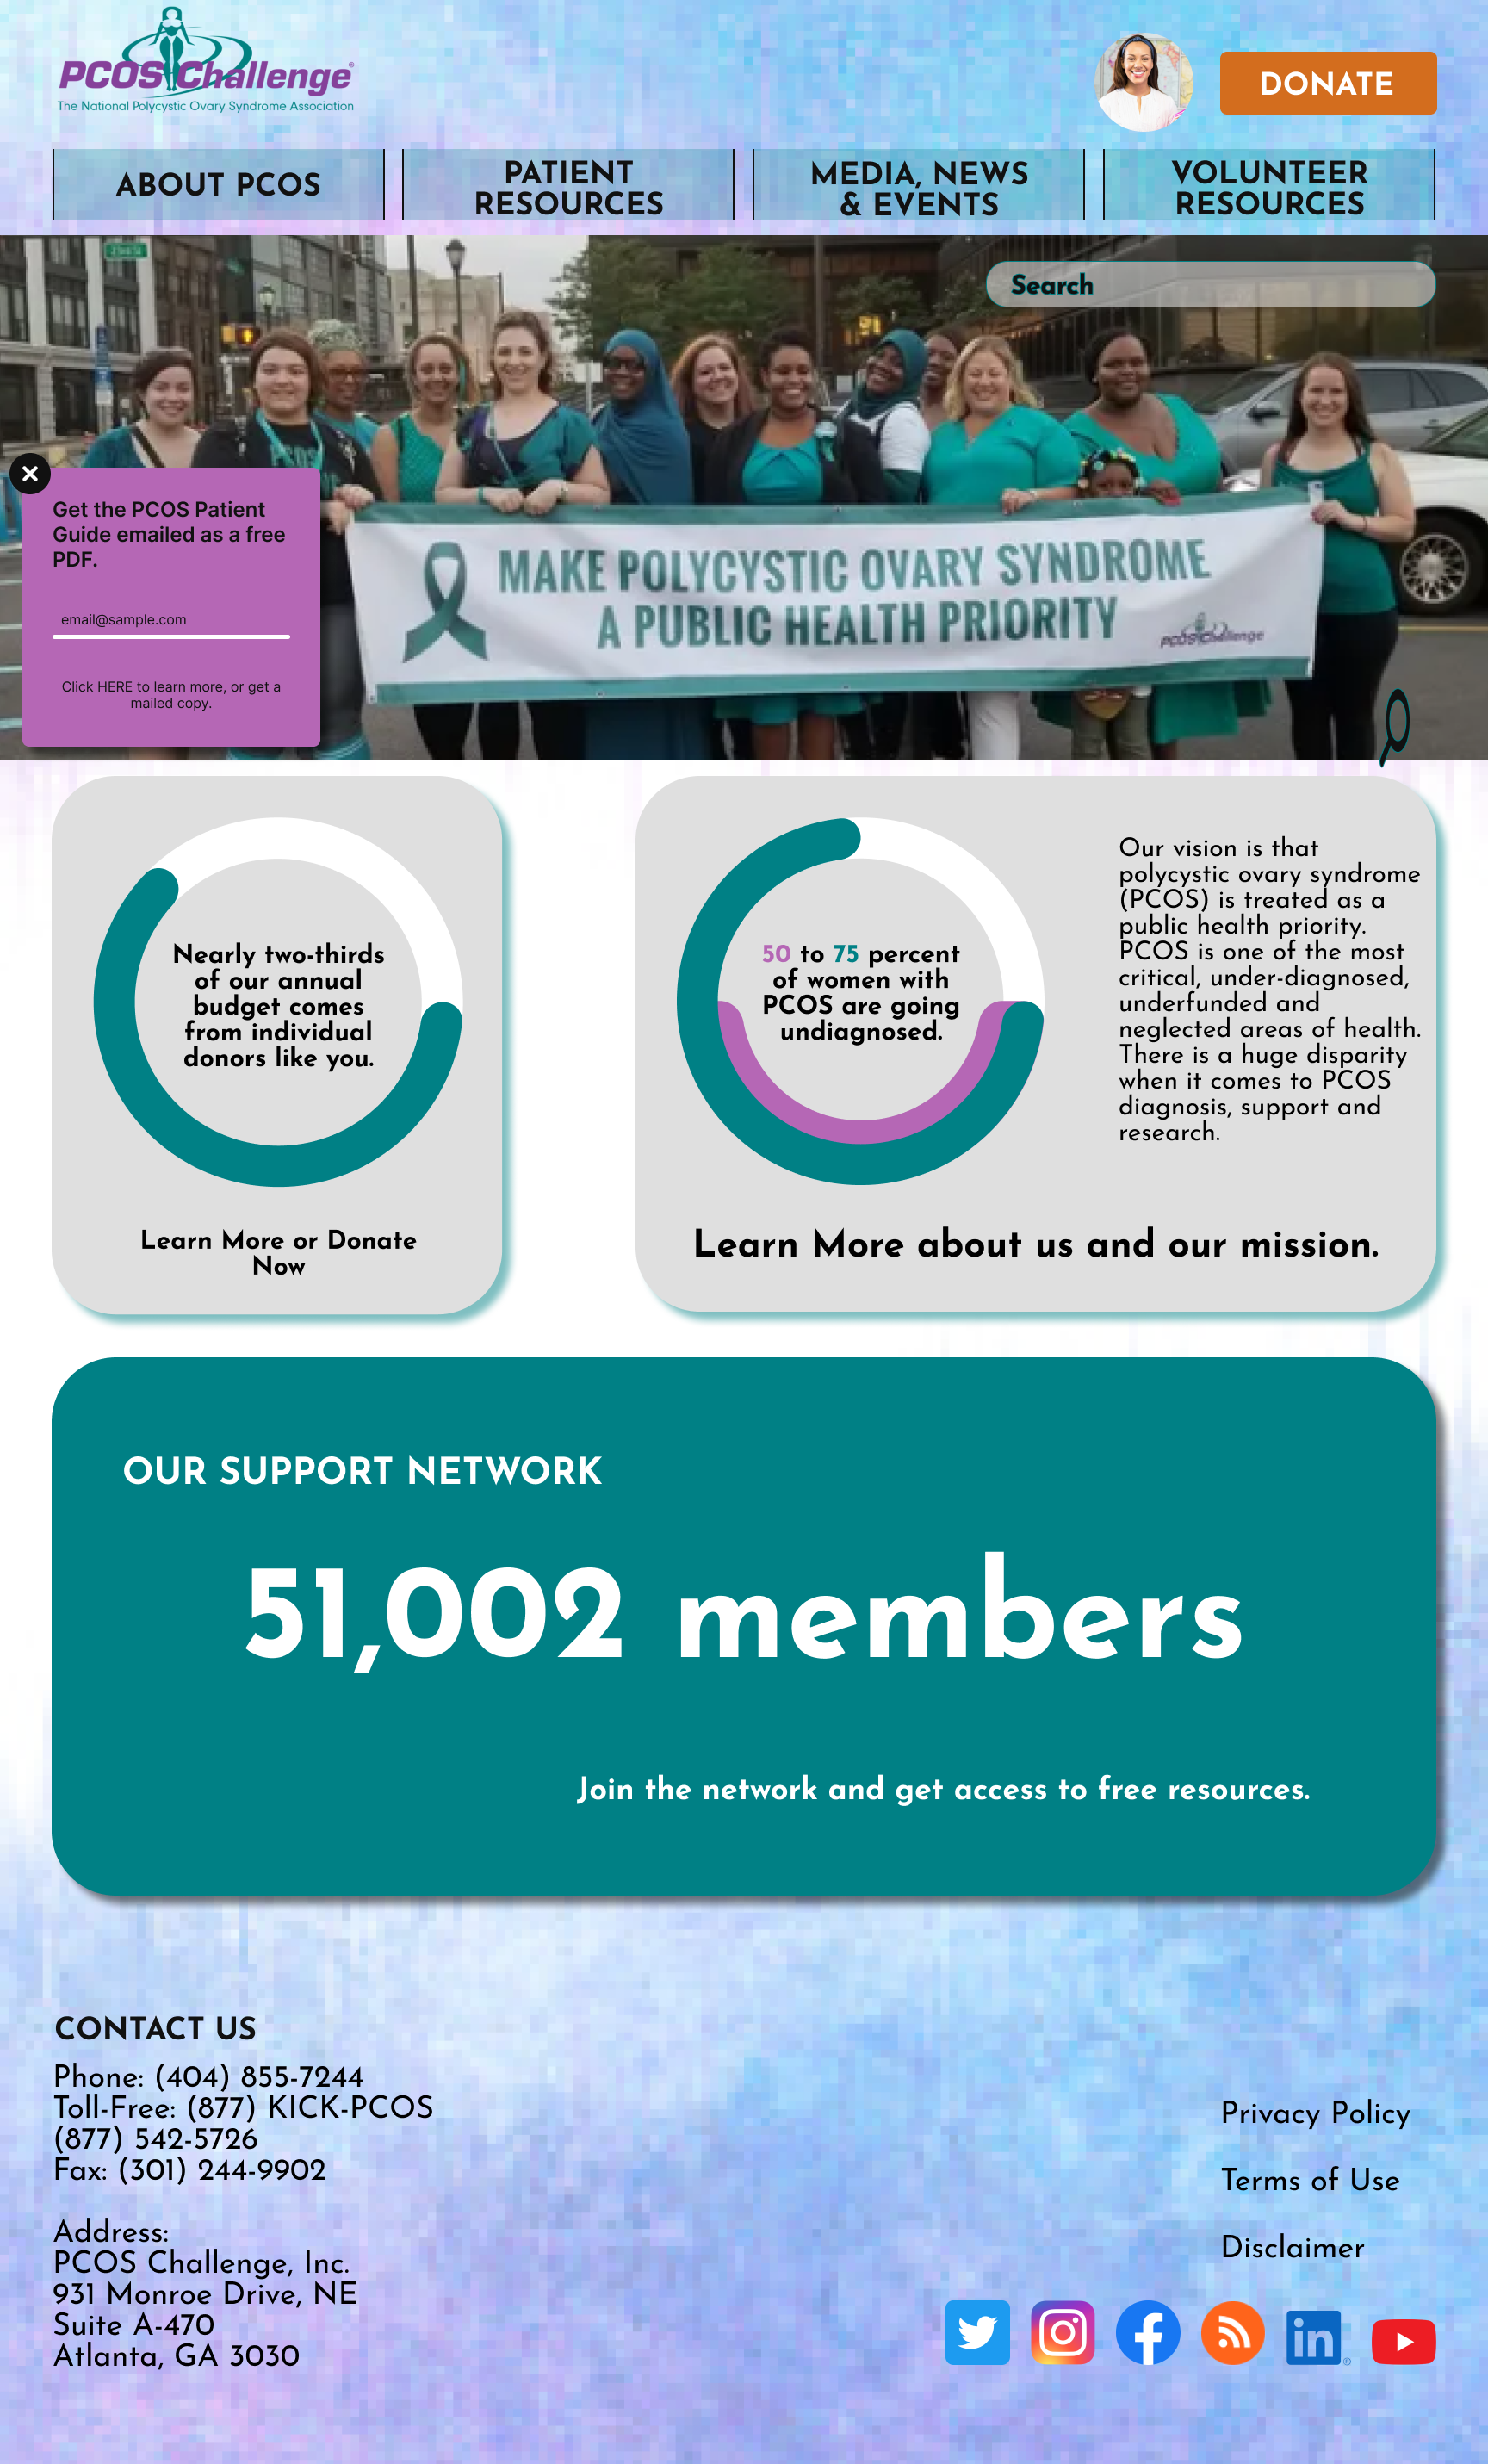 PCOS Challenge®
The National Polycystic Ovary Syndrome Association
DONATE
ABOUT PCOS
PATIENT
RESOURCES
MEDIA, NEWS
& EVENTS
VOLUNTEER
RESOURCES
Search
Get the PCOS Patient
Guide emailed as a free
PDF.
email@sample.com
Click HERE to learn more, or get a
mailed copy.
PCOS
MAKE POLYCYSTIC OVARY SYNDROME
A PUBLIC HEALTH PRIORITY
PCOS Challenge
Nearly two-thirds
of our annual
budget comes
from individual
donors like you.
Learn More or Donate
Now
50 to 75 percent
of women with
PCOS are going
undiagnosed.
Our vision is that
polycystic ovary syndrome
(PCOS) is treated as a
public health priority.
PCOS is one of the most
critical, under-diagnosed,
underfunded and
neglected areas of health.
There is a huge disparity
when it comes to PCOS
diagnosis, support and
research.
Learn More about us and our mission.
OUR SUPPORT NETWORK
51,002 members
Join the network and get access to free resources.
CONTACT US
Phone: (404) 855-7244
Toll-Free: (877) KICK-PCOS
(877) 542-5726
Fax: (301) 244-9902
Address:
PCOS Challenge, Inc.
931 Monroe Drive, NE
Suite A-470
Atlanta, GA 3030
Privacy Policy
Terms of Use
Disclaimer
in®